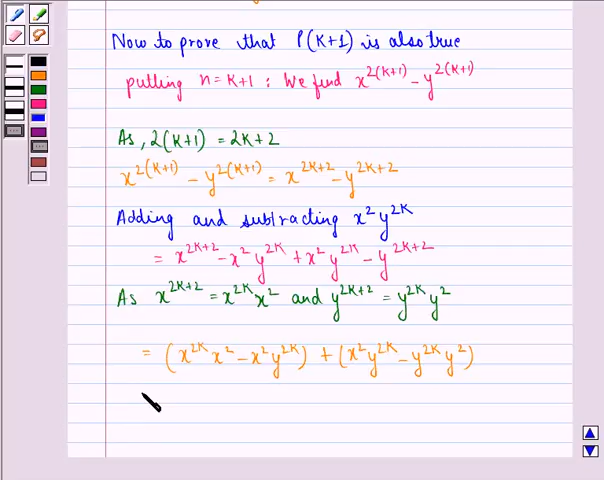 Now to prove that P(K+1) is also true
putting n = K+1 : We find x^{2(K+1)} - y^{2(K+1)}
As, 2(K+1) = 2K+2
x^{2(K+1)} - y^{2(K+1)} = x^{2K+2} - y^{2K+2}
Adding and subtracting x^2 y^{2K}
= x^{2K+2} - x^2 y^{2K} + x^2 y^{2K} - y^{2K+2}
As x^{2K+2} = x^{2K} x^2 and y^{2K+2} = y^{2K} y^2
= (x^{2K} x^2 - x^2 y^{2K}) + (x^2 y^{2K} - y^{2K} y^2)